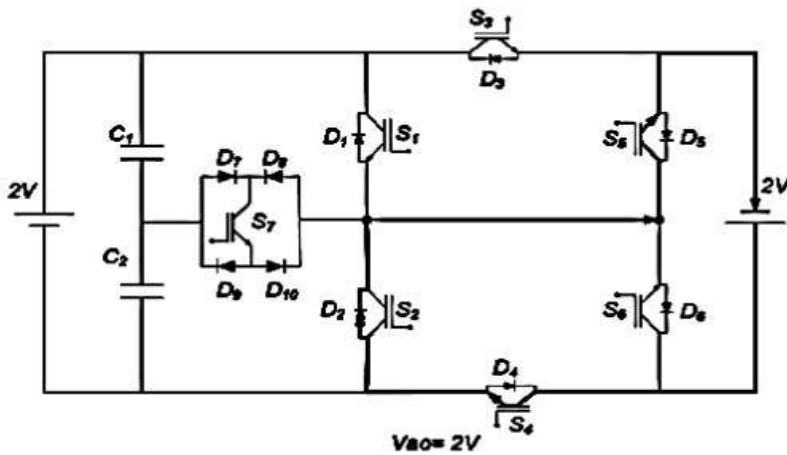 S3
D3
C1
D1
S1
S5
D5
D7
D8
2V
2V
S7
C2
D9
D10
D2
S2
S6
D6
D4
S4
Vao= 2V